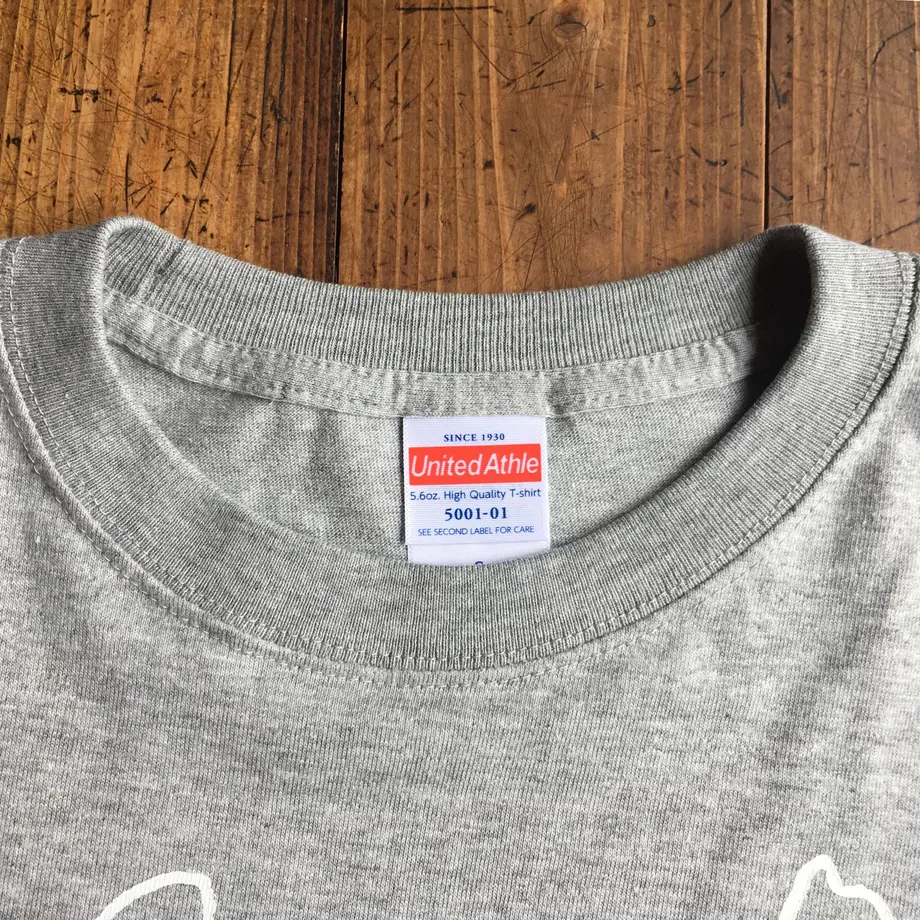 SINCE 1930
United Athle
5.6oz. High Quality T-shirt
5001-01
SEE SECOND LABEL FOR CARE